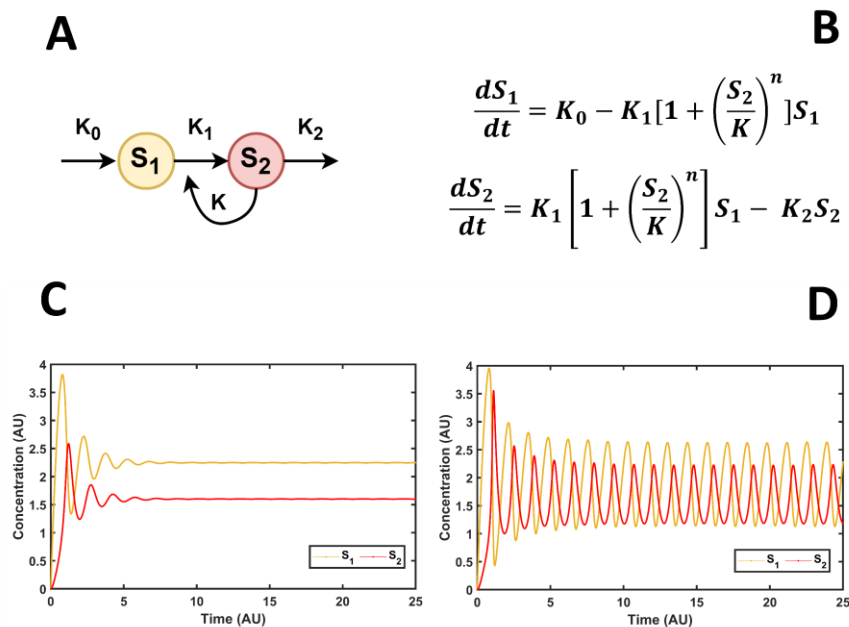 A
B
K₀ K₁ K₂
S₁ S₂
K
dS₁/dt = K₀ − K₁[1 + (S₂/K)ⁿ]S₁
dS₂/dt = K₁[1 + (S₂/K)ⁿ]S₁ − K₂S₂
C
D
Concentration (AU)
4
3.5
3
2.5
2
1.5
1
0.5
0
0 5 10 15 20 25
Time (AU)
S₁ S₂
Concentration (AU)
4
3.5
3
2.5
2
1.5
1
0.5
0
0 5 10 15 20 25
Time (AU)
S₁ S₂